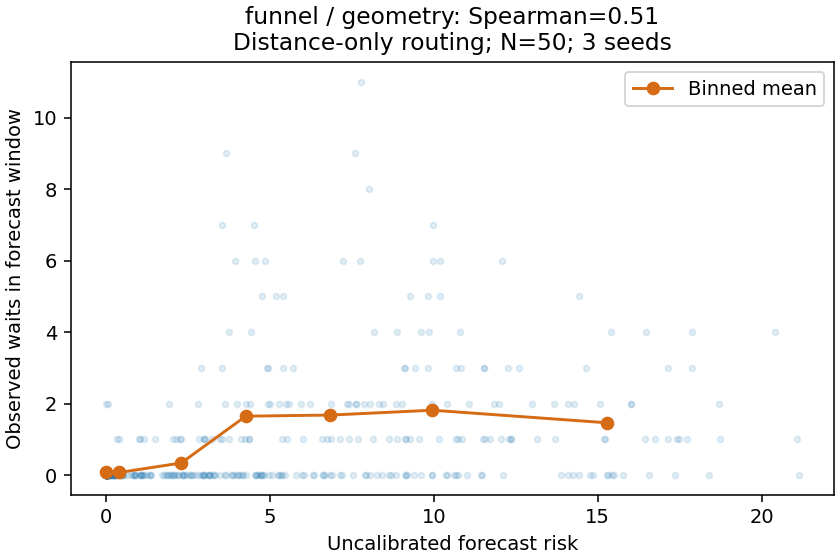 funnel / geometry: Spearman=0.51
Distance-only routing; N=50; 3 seeds
Binned mean
Observed waits in forecast window
10
8
6
4
2
0
0 5 10 15 20
Uncalibrated forecast risk